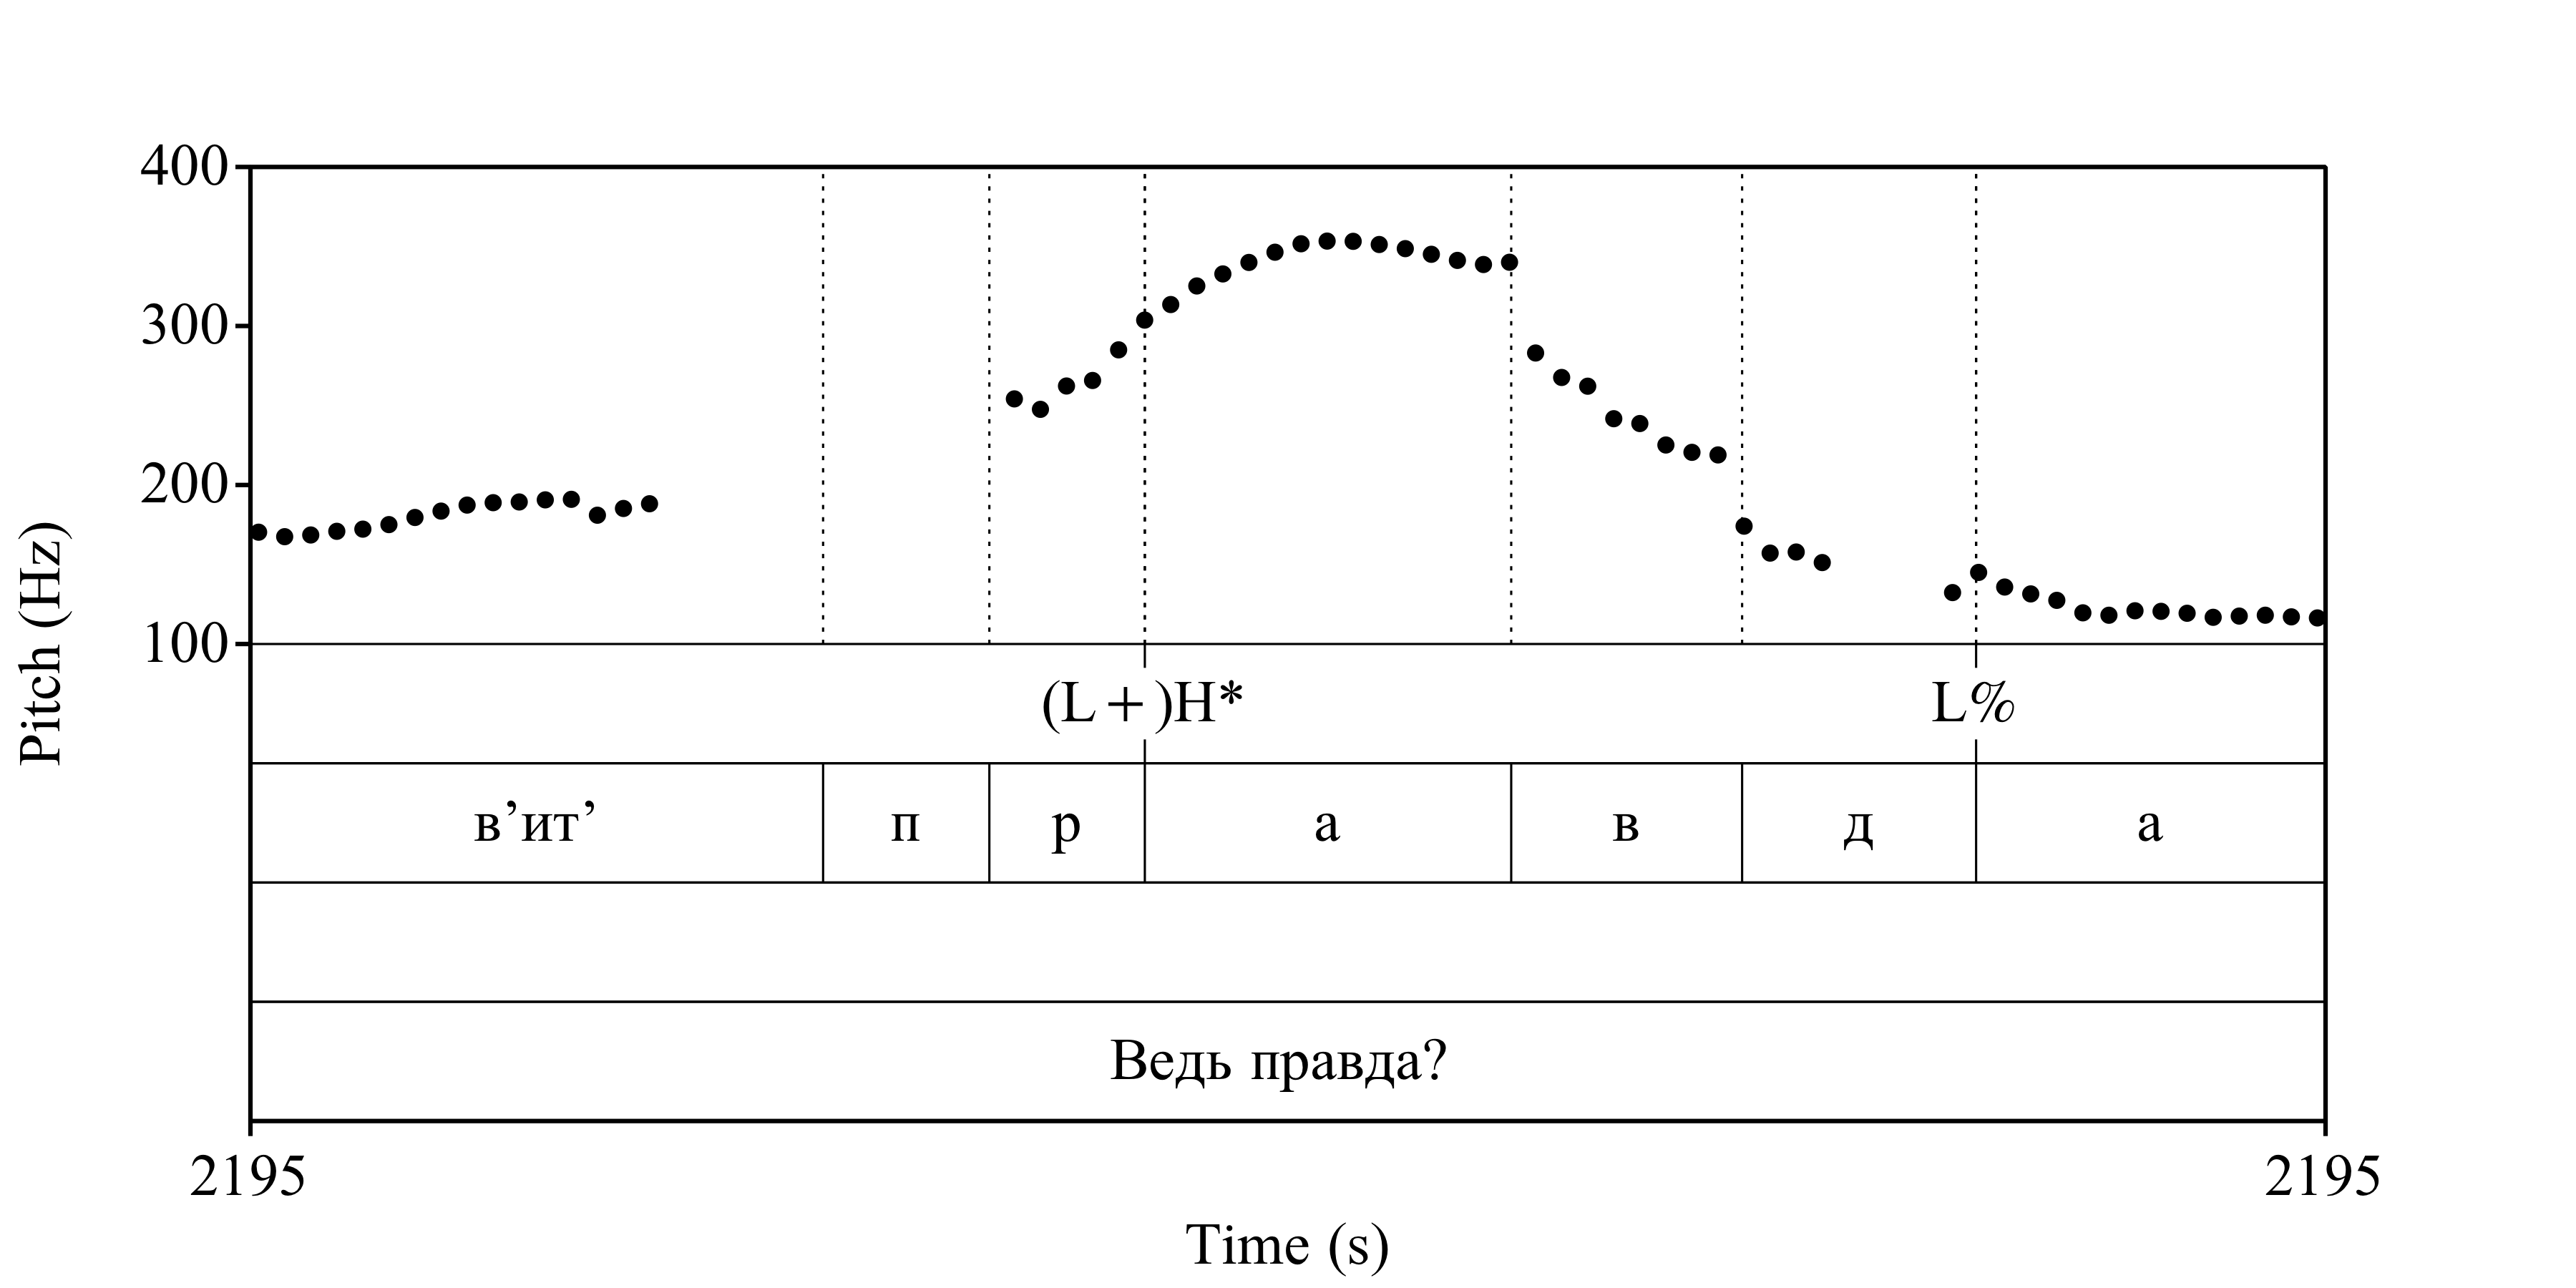 400
300
200
100
Pitch (Hz)
(L+)H* L%
в’ит’ п р а в д а
Ведь правда?
2195 2195
Time (s)